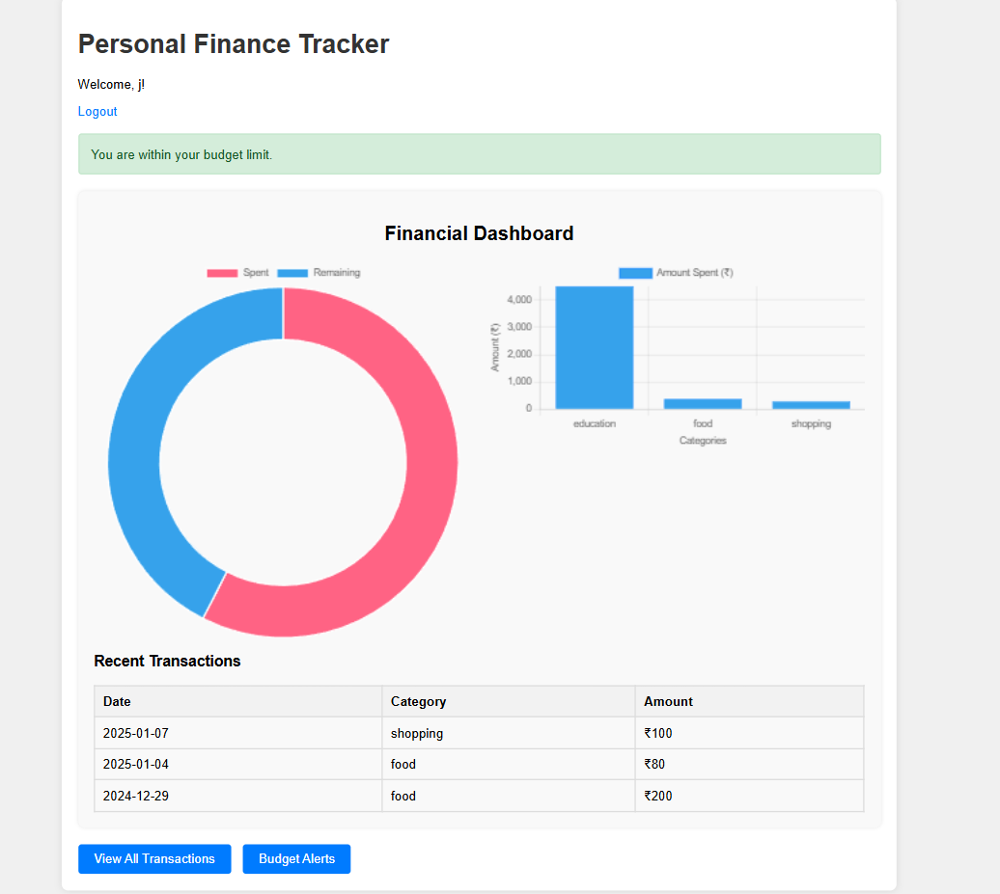 Personal Finance Tracker
Welcome, j!
Logout
You are within your budget limit.
Financial Dashboard
Spent Remaining
Amount Spent (₹)
Amount (₹)
4,000
3,000
2,000
1,000
0
education food shopping
Categories
Recent Transactions
Date Category Amount
2025-01-07 shopping ₹100
2025-01-04 food ₹80
2024-12-29 food ₹200
View All Transactions Budget Alerts